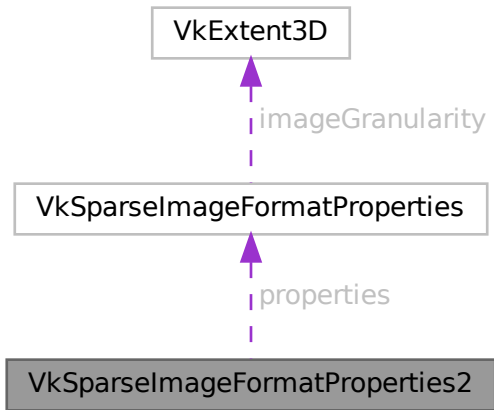 VkExtent3D
imageGranularity
VkSparseImageFormatProperties
properties
VkSparseImageFormatProperties2